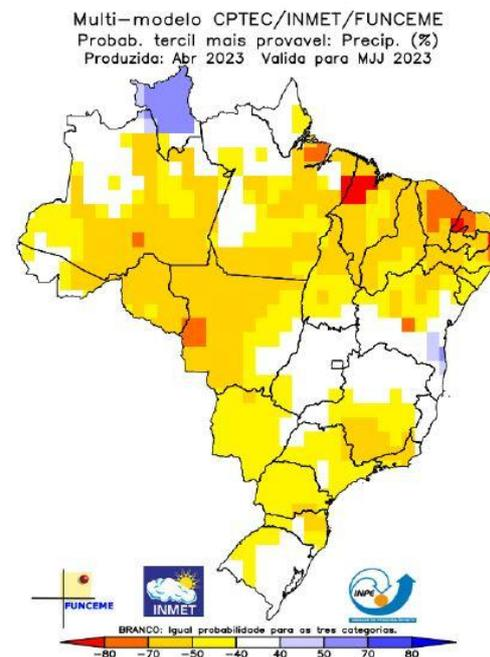 Multi-modelo CPTEC/INMET/FUNCEME
Probab. tercil mais provavel: Precip. (%)
Produzida: Abr 2023 Valida para MJJ 2023
FUNCEME
INMET
INPE
BRANCO: Igual probabilidade para as tres categorias.
-80 -70 -50 -40 40 50 70 80